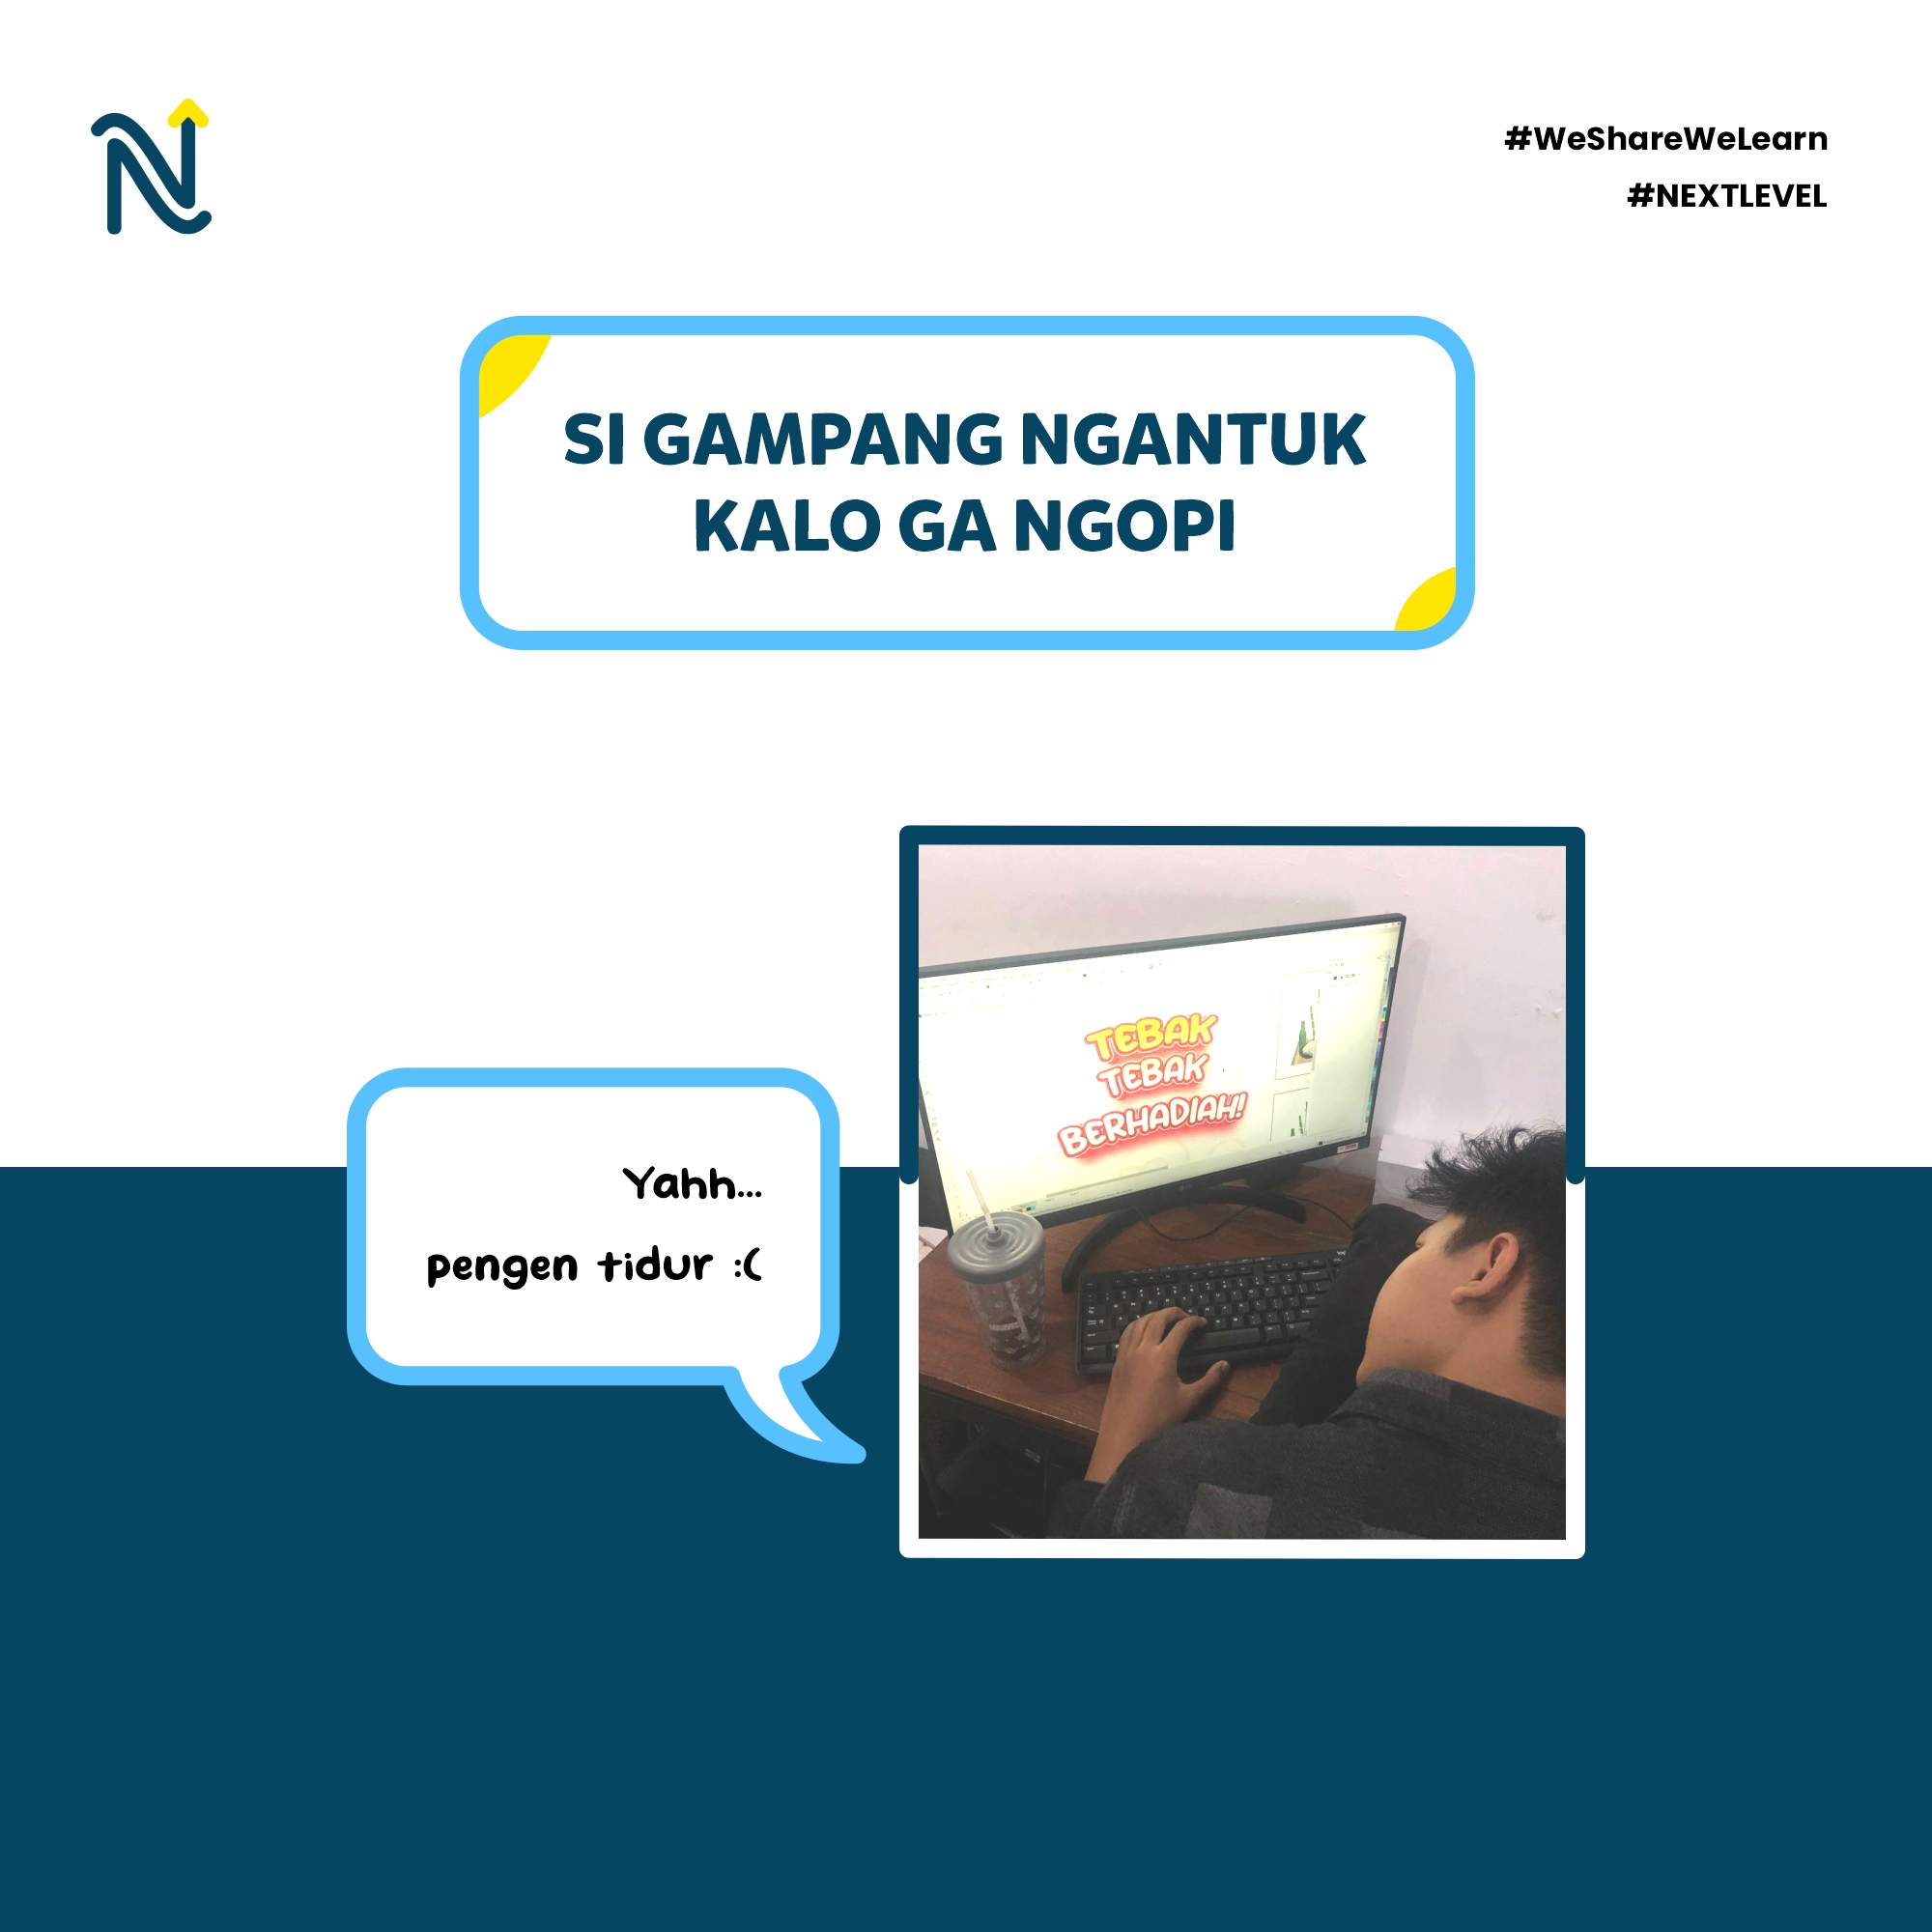 #WeShareWeLearn
#NEXTLEVEL
SI GAMPANG NGANTUK
KALO GA NGOPI
TEBAK
TEBAK
BERHADIAH!
Yahh...
pengen tidur :(